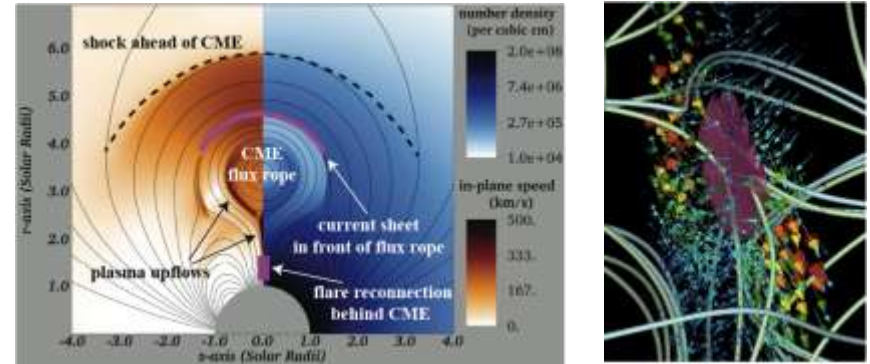 number density
(per cubic cm)
2.0e+08
7.4e+06
2.7e+05
1.0e+04
in-plane speed
(km/s)
500.
333.
167.
0.
shock ahead of CME
CME
flux rope
current sheet
in front of flux rope
plasma upflows
flare reconnection
behind CME
r-axis (Solar Radii)
6.0
5.0
4.0
3.0
2.0
1.0
-4.0 -3.0 -2.0 -1.0 0.0 1.0 2.0 3.0 4.0
s-axis (Solar Radii)